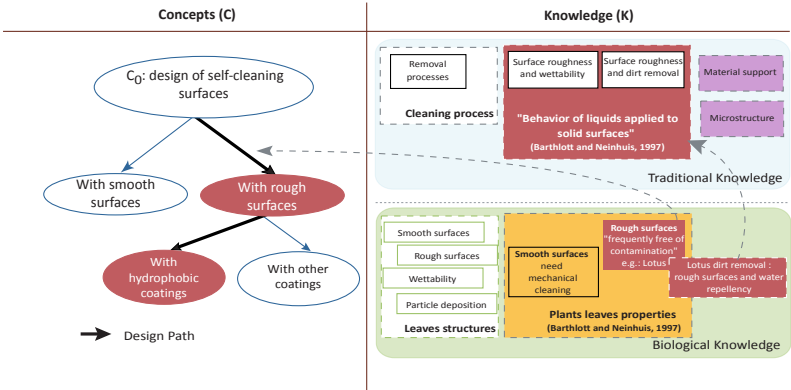 Concepts (C)
C0: design of self-cleaning
surfaces
With smooth
surfaces
With rough
surfaces
With
hydrophobic
coatings
With other
coatings
Design Path
Knowledge (K)
Removal
processes
Cleaning process
Surface roughness
and wettability
Surface roughness
and dirt removal
"Behavior of liquids applied to
solid surfaces"
(Barthlott and Neinhuis, 1997)
Material support
Microstructure
Traditional Knowledge
Smooth surfaces
Rough surfaces
Wettability
Particle deposition
Leaves structures
Smooth surfaces
need
mechanical
cleaning
Rough surfaces
"frequently free of
contamination"
e.g.: Lotus
Lotus dirt removal :
rough surfaces and water
repellency
Plants leaves properties
(Barthlott and Neinhuis, 1997)
Biological Knowledge